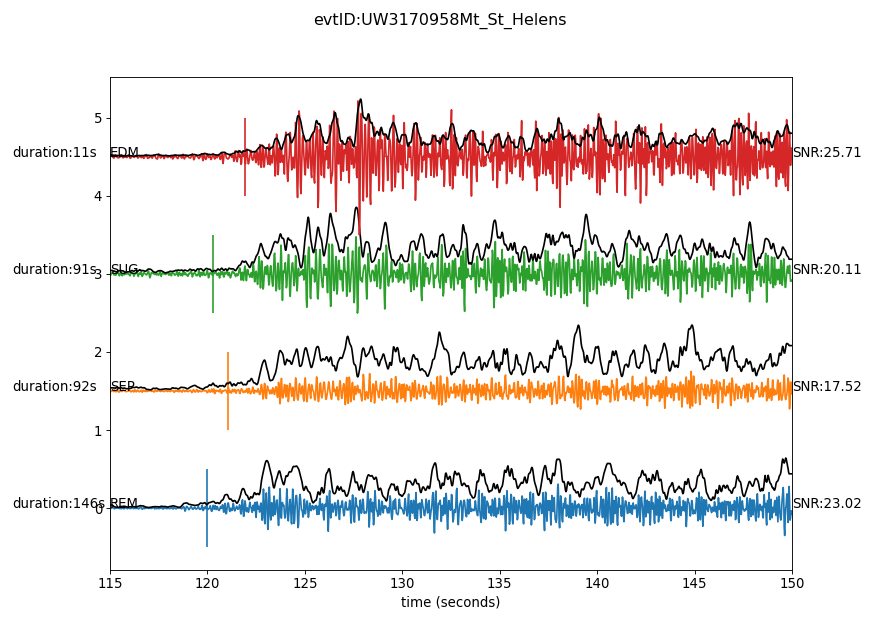 evtID:UW3170958Mt_St_Helens
5
duration:11s EDM SNR:25.71
4
duration:91s SUG SNR:20.11
3
2
duration:92s SEP SNR:17.52
1
duration:146s REM SNR:23.02
0
115 120 125 130 135 140 145 150
time (seconds)